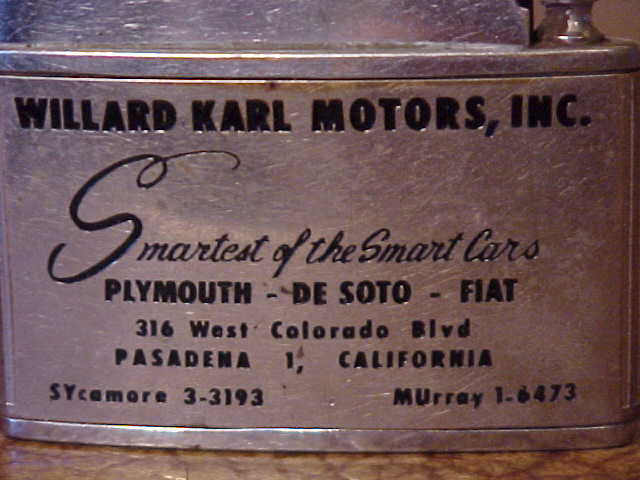 WILLARD KARL MOTORS, INC.
Smartest of the Smart Cars
PLYMOUTH - DE SOTO - FIAT
316 West Colorado Blvd
PASADENA 1, CALIFORNIA
SYcamore 3-3193 MUrray 1-6473